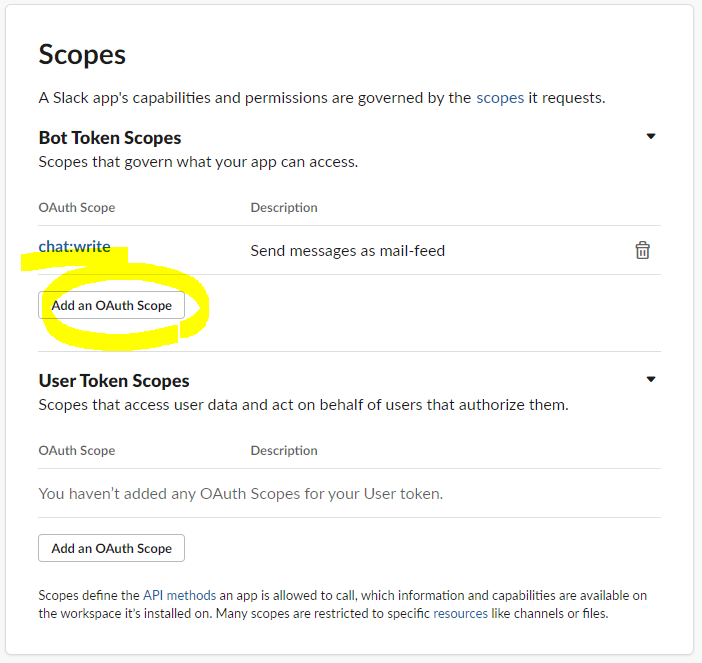 Scopes
A Slack app's capabilities and permissions are governed by the scopes it requests.
Bot Token Scopes
Scopes that govern what your app can access.
OAuth Scope Description
chat:write Send messages as mail-feed
Add an OAuth Scope
User Token Scopes
Scopes that access user data and act on behalf of users that authorize them.
OAuth Scope Description
You haven’t added any OAuth Scopes for your User token.
Add an OAuth Scope
Scopes define the API methods an app is allowed to call, which information and capabilities are available on
the workspace it’s installed on. Many scopes are restricted to specific resources like channels or files.